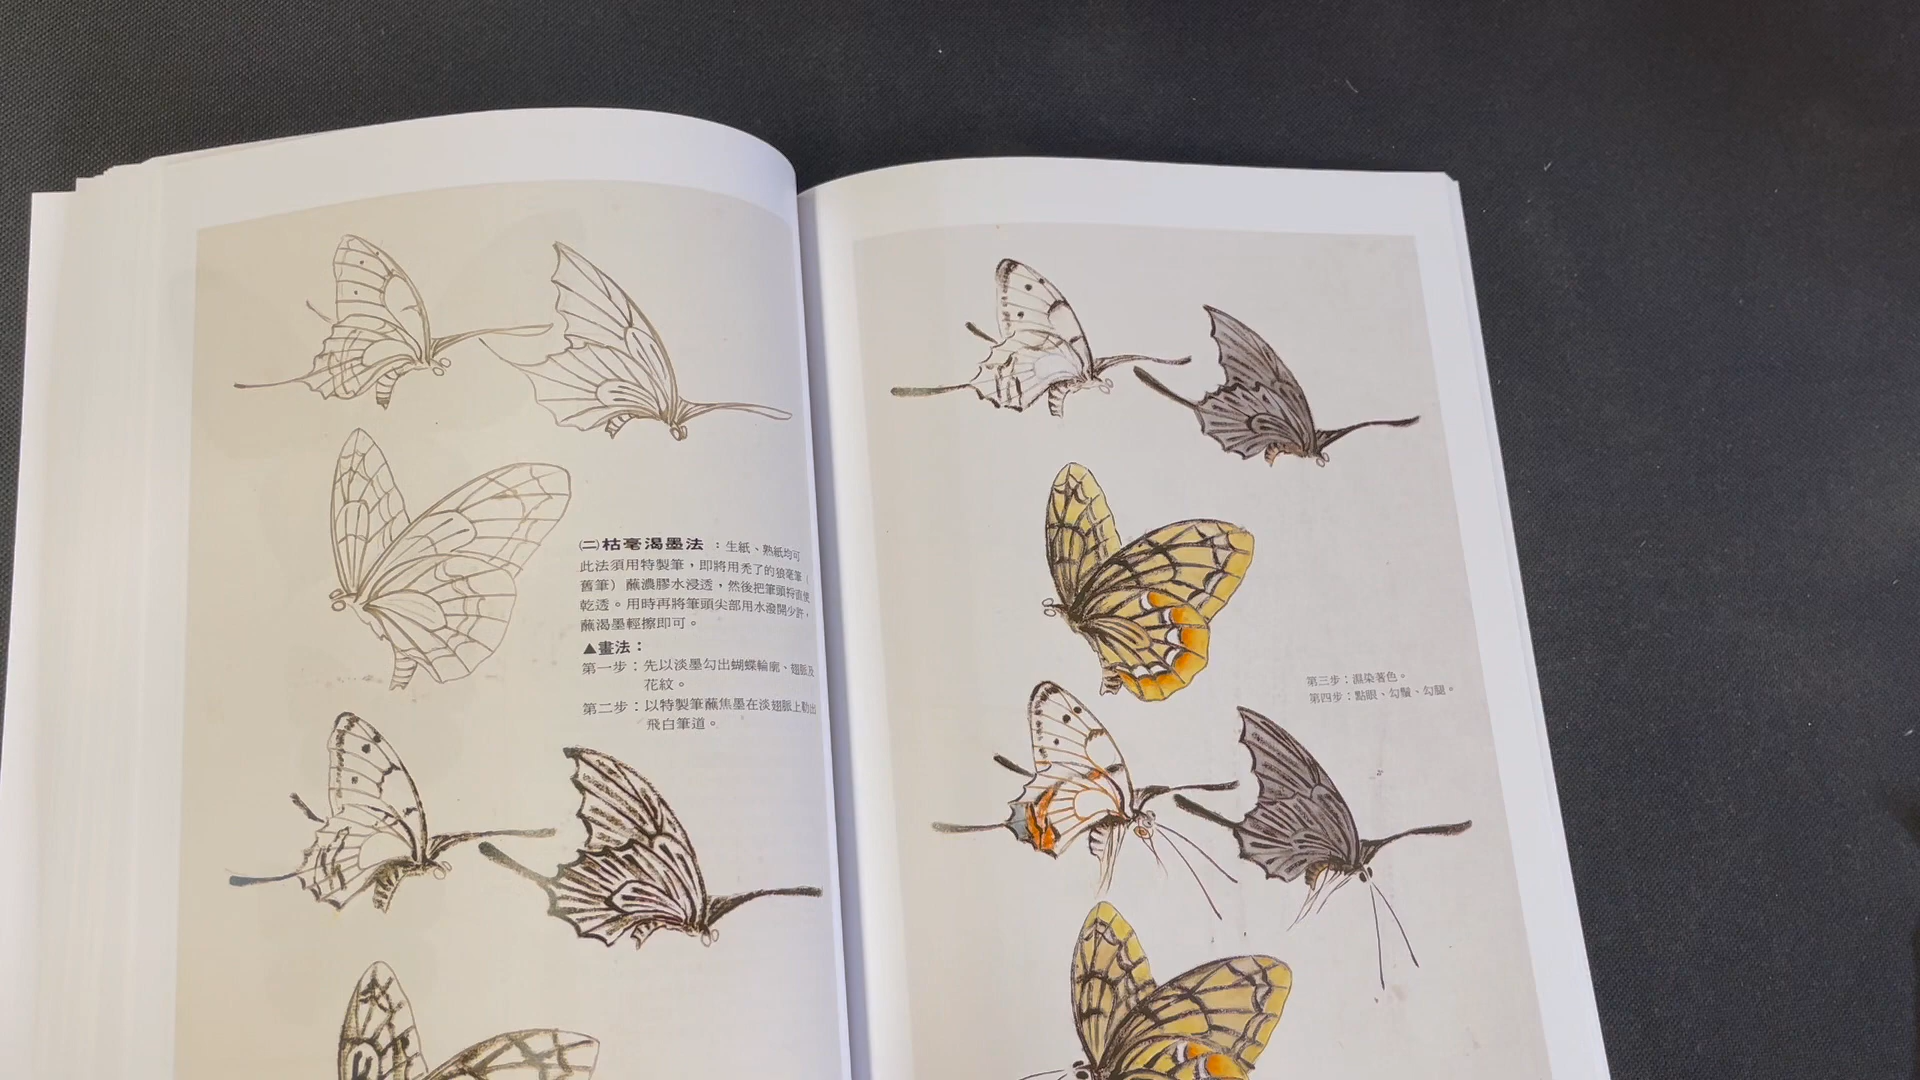 ㈡枯毫渴墨法：生紙、熟紙均可
此法須用特製筆，即將用禿了的狼毫筆（
舊筆）蘸濃膠水浸透，然後把筆頭捋直使
乾透。用時再將筆頭尖部用水潑開少許，
蘸渴墨輕擦即可。
▲畫法：
第一步：先以淡墨勾出蝴蝶輪廓、翅脈及
花紋。
第二步：以特製筆蘸焦墨在淡翅脈上勒出
飛白筆道。
第三步：濕染著色。
第四步：點眼、勾鬚、勾腿。